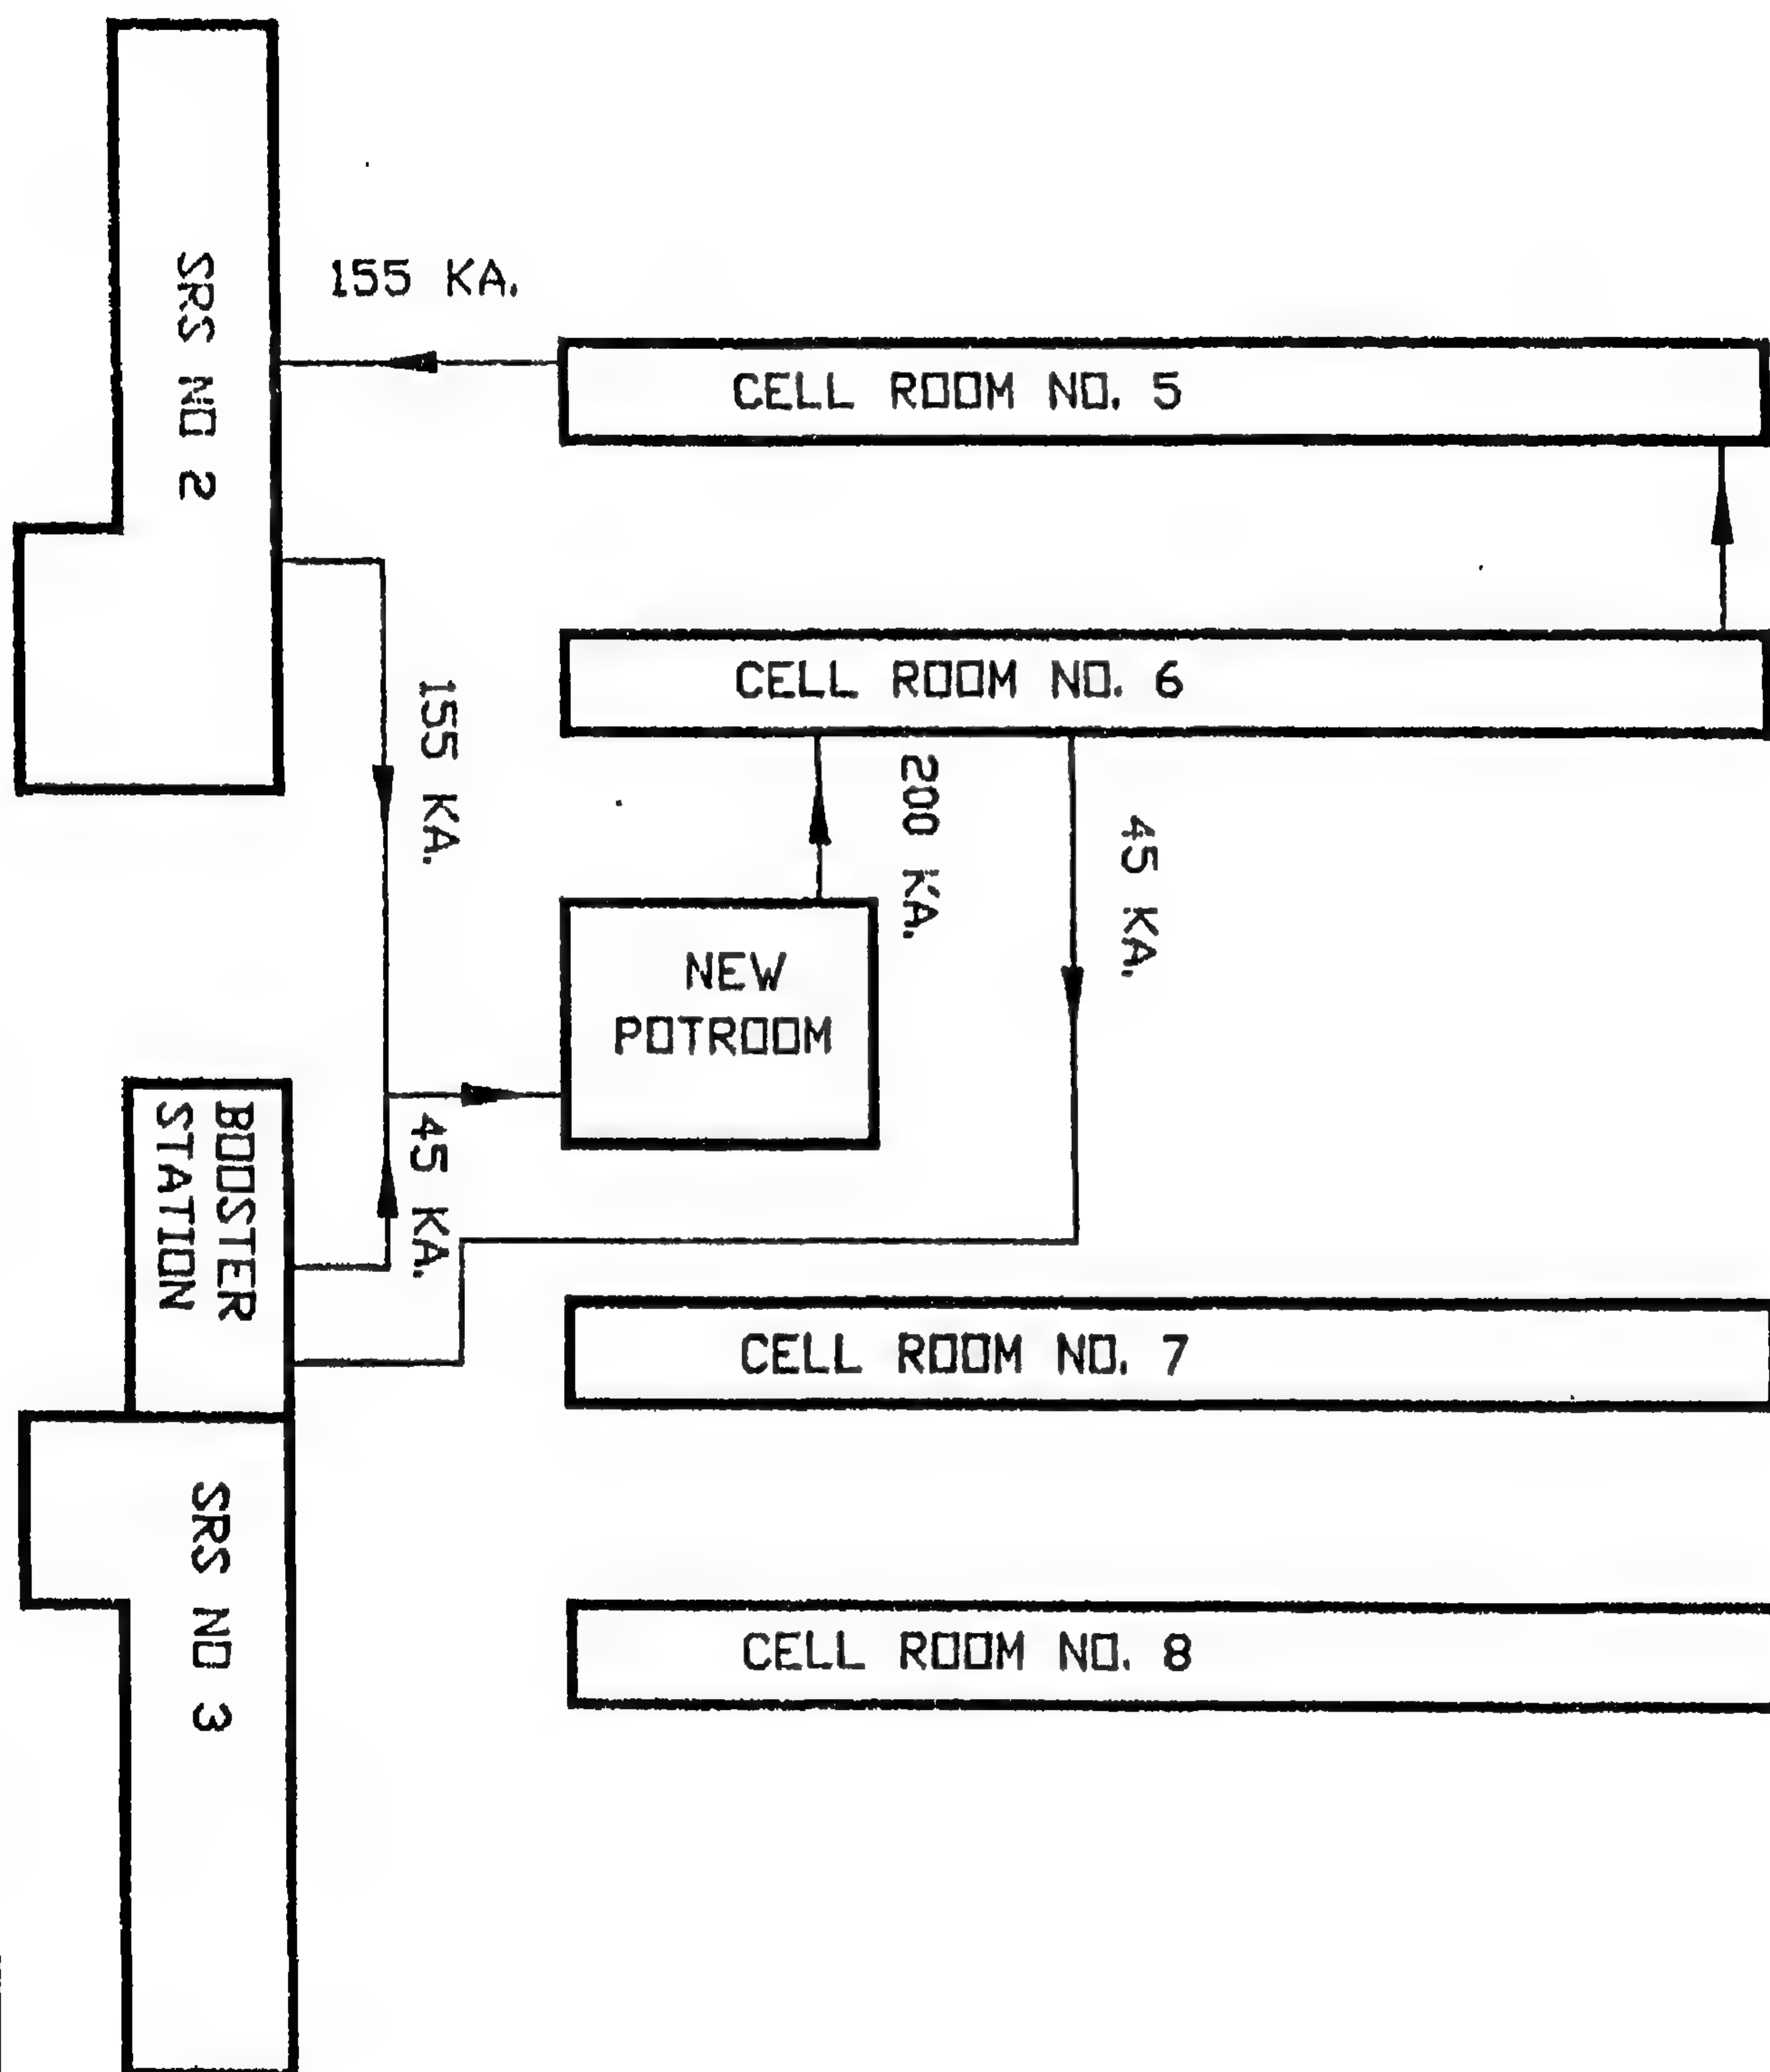 155 KA.
SRS NO 2
CELL ROOM NO. 5
155 KA.
CELL ROOM NO. 6
200 KA.
45 KA.
NEW
POTROOM
45 KA.
BOOSTER
STATION
CELL ROOM NO. 7
SRS NO 3
CELL ROOM NO. 8